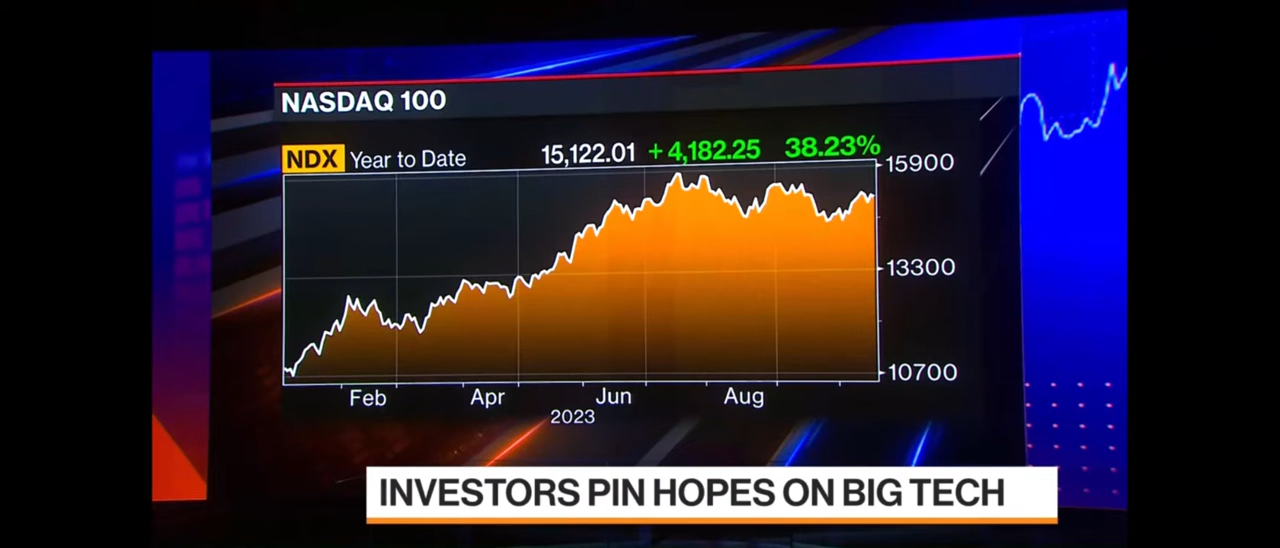 NASDAQ 100
NDX Year to Date 15,122.01 +4,182.25 38.23%
15900
13300
10700
Feb Apr Jun Aug
2023
INVESTORS PIN HOPES ON BIG TECH